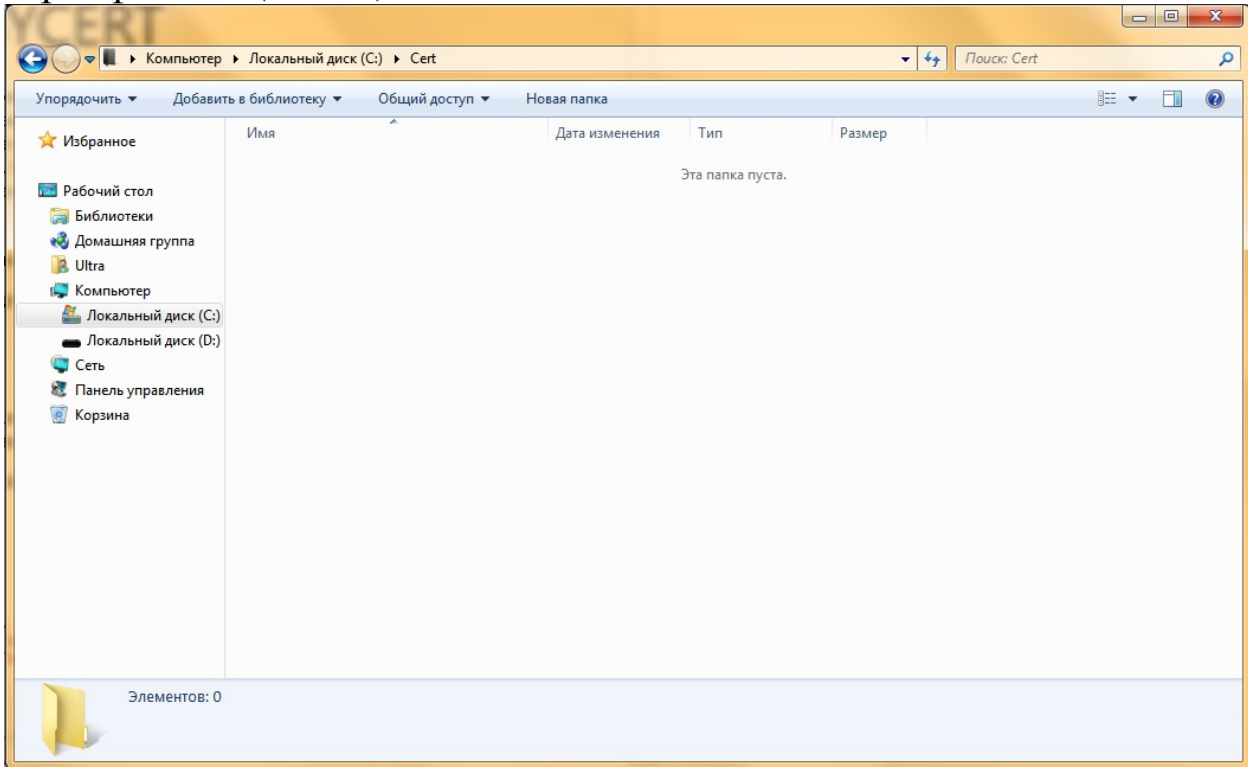 YCERT
Компьютер ▸ Локальный диск (C:) ▸ Cert
Поиск: Cert
Упорядочить Добавить в библиотеку Общий доступ Новая папка
Имя Дата изменения Тип Размер
Эта папка пуста.
Избранное
Рабочий стол
Библиотеки
Домашняя группа
Ultra
Компьютер
Локальный диск (C:)
Локальный диск (D:)
Сеть
Панель управления
Корзина
Элементов: 0